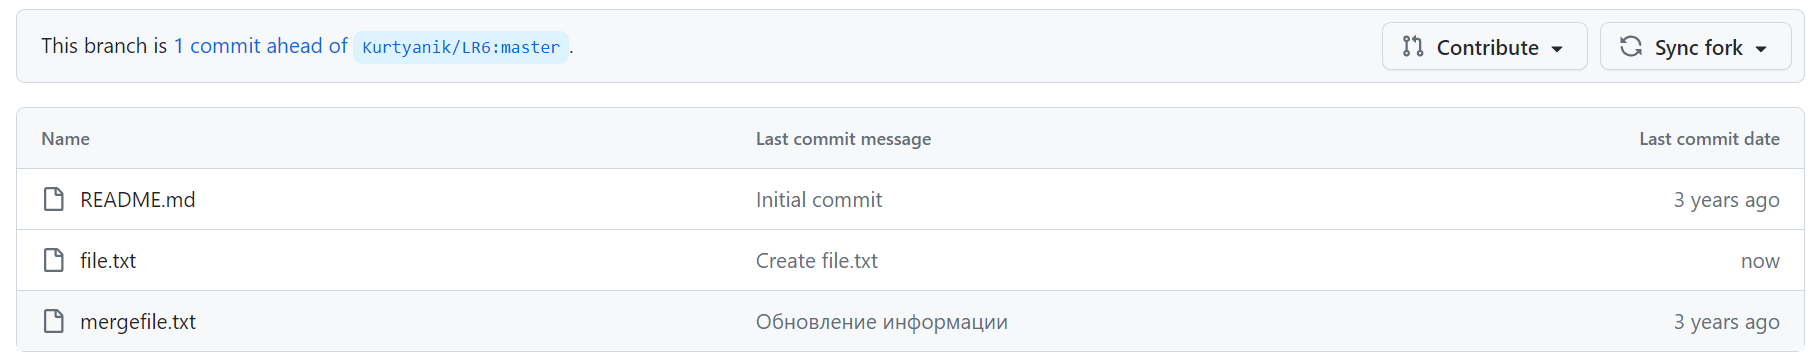 This branch is 1 commit ahead of Kurtyanik/LR6:master.
Contribute
Sync fork
Name Last commit message Last commit date
README.md Initial commit 3 years ago
file.txt Create file.txt now
mergefile.txt Обновление информации 3 years ago